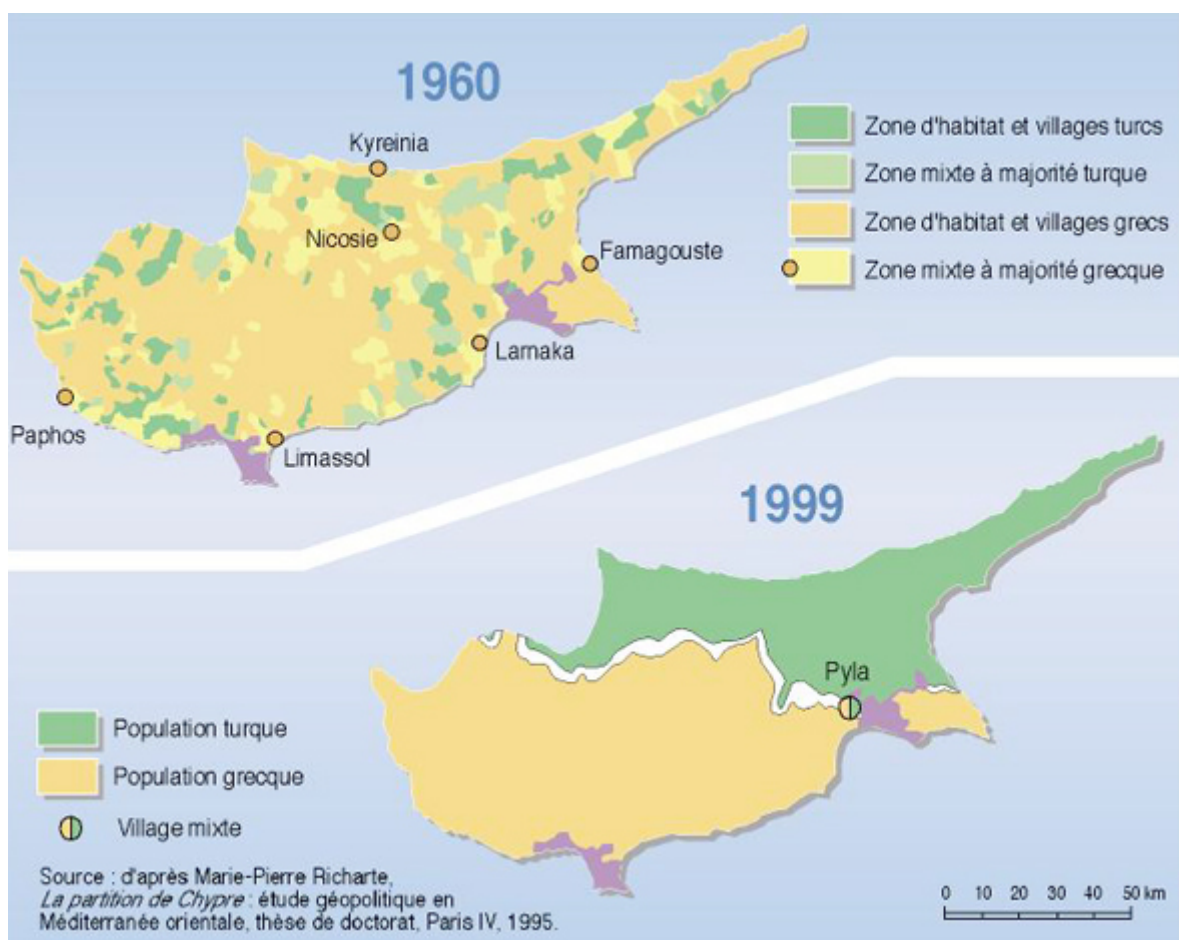 1960
Kyreinia
Nicosie
Famagouste
Larnaka
Paphos
Limassol
Zone d'habitat et villages turcs
Zone mixte à majorité turque
Zone d'habitat et villages grecs
Zone mixte à majorité grecque
1999
Pyla
Population turque
Population grecque
Village mixte
Source : d'après Marie-Pierre Richarte,
La partition de Chypre : étude géopolitique en
Méditerranée orientale, thèse de doctorat, Paris IV, 1995.
0 10 20 30 40 50 km